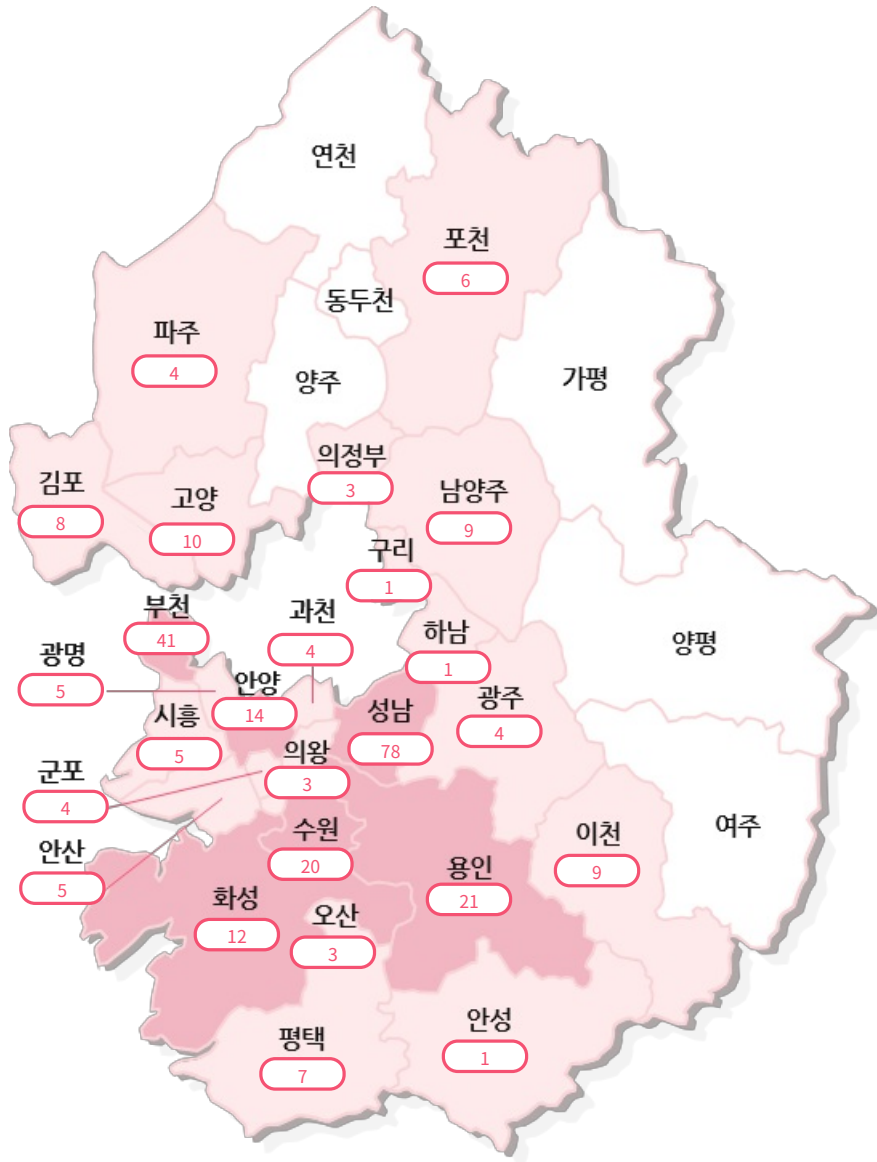 연천
포천
6
동두천
파주
4
양주
가평
의정부
3
김포
8
고양
10
남양주
9
구리
1
부천
41
과천
4
하남
1
양평
광명
5
안양
14
시흥
5
성남
78
광주
4
의왕
3
군포
4
수원
20
이천
9
여주
안산
5
용인
21
화성
12
오산
3
안성
1
평택
7